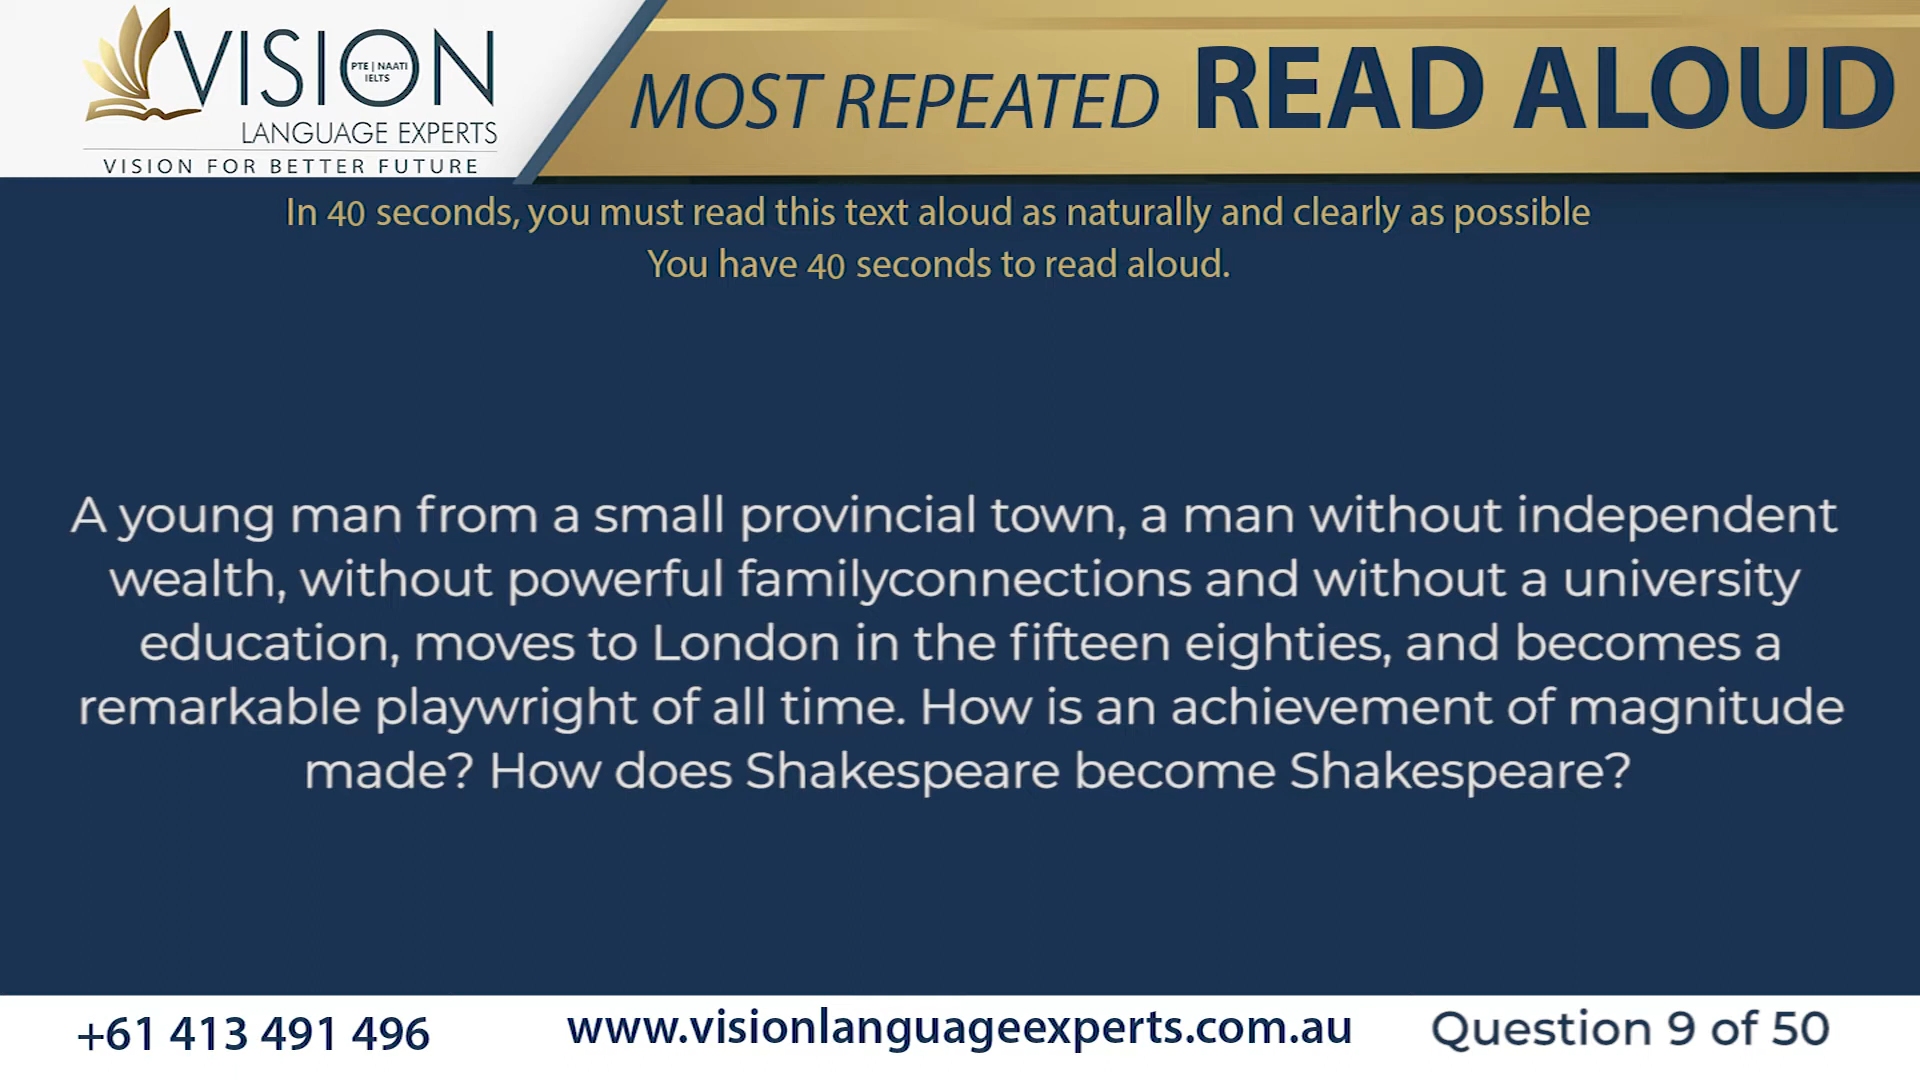 VISION
PTE | NAATI
IELTS
LANGUAGE EXPERTS
VISION FOR BETTER FUTURE
MOST REPEATED READ ALOUD
In 40 seconds, you must read this text aloud as naturally and clearly as possible
You have 40 seconds to read aloud.
A young man from a small provincial town, a man without independent
wealth, without powerful familyconnections and without a university
education, moves to London in the fifteen eighties, and becomes a
remarkable playwright of all time. How is an achievement of magnitude
made? How does Shakespeare become Shakespeare?
+61 413 491 496
www.visionlanguageexperts.com.au
Question 9 of 50